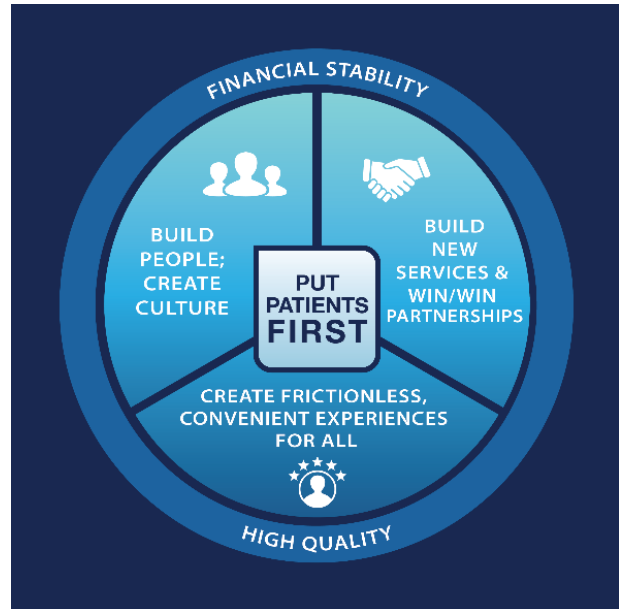 FINANCIAL STABILITY
BUILD
PEOPLE;
CREATE
CULTURE
BUILD
NEW
SERVICES &
WIN/WIN
PARTNERSHIPS
PUT
PATIENTS
FIRST
CREATE FRICTIONLESS,
CONVENIENT EXPERIENCES
FOR ALL
HIGH QUALITY